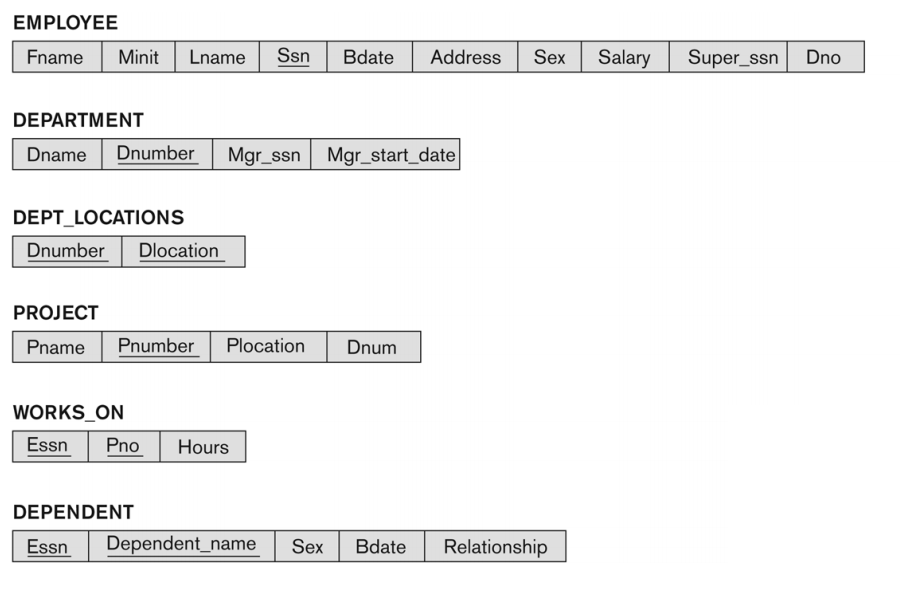 EMPLOYEE
Fname Minit Lname Ssn Bdate Address Sex Salary Super_ssn Dno
DEPARTMENT
Dname Dnumber Mgr_ssn Mgr_start_date
DEPT_LOCATIONS
Dnumber Dlocation
PROJECT
Pname Pnumber Plocation Dnum
WORKS_ON
Essn Pno Hours
DEPENDENT
Essn Dependent_name Sex Bdate Relationship